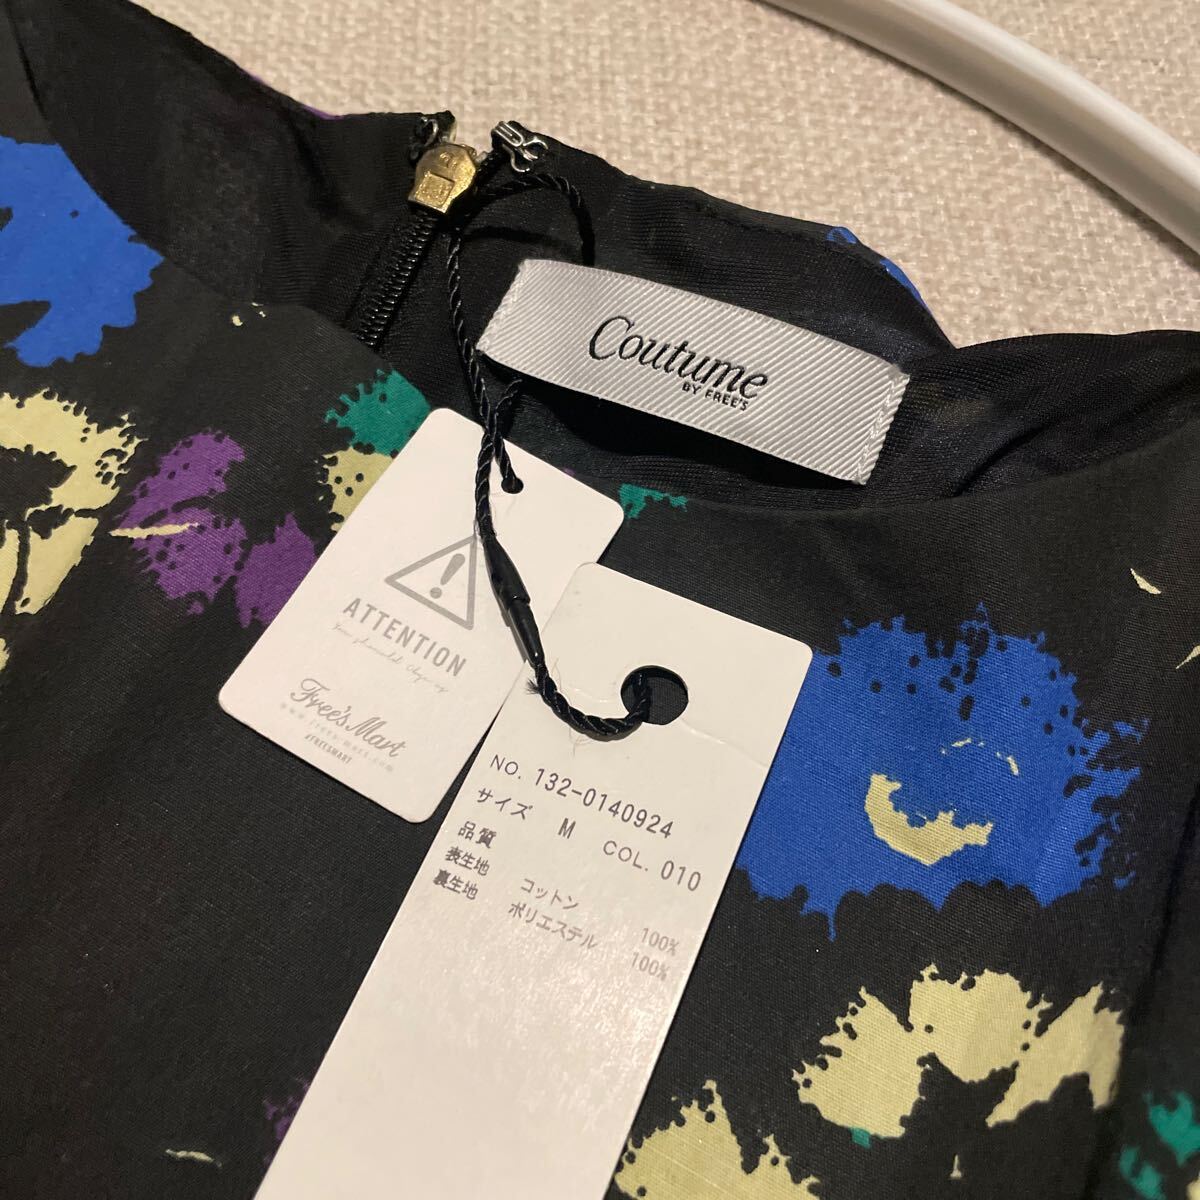 Coutume
BY FREE'S
ATTENTION
Free's Mart
#FREESMART
NO. 132-0140924
サイズ M COL. 010
品質
表生地 コットン 100%
裏生地 ポリエステル 100%